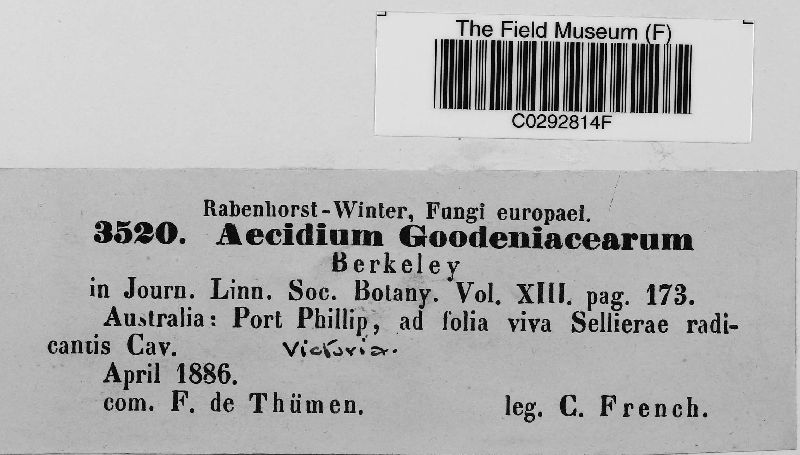 The Field Museum (F)
C0292814F
Rabenhorst-Winter, Fungi europaei.
3520. Aecidium Goodeniacearum
Berkeley
in Journ. Linn. Soc. Botany. Vol. XIII. pag. 173.
Australia: Port Phillip, ad folia viva Sellierae radi-
cantis Cav. Victoria.
April 1886.
com. F. de Thümen. leg. C. French.